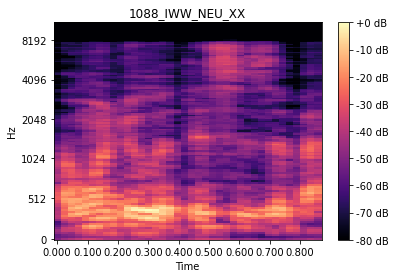 1088_IWW_NEU_XX
+0 dB
8192
-10 dB
4096
-20 dB
-30 dB
2048
Hz
-40 dB
1024
-50 dB
-60 dB
512
-70 dB
0
-80 dB
0.000 0.100 0.200 0.300 0.400 0.500 0.600 0.700 0.800
Time